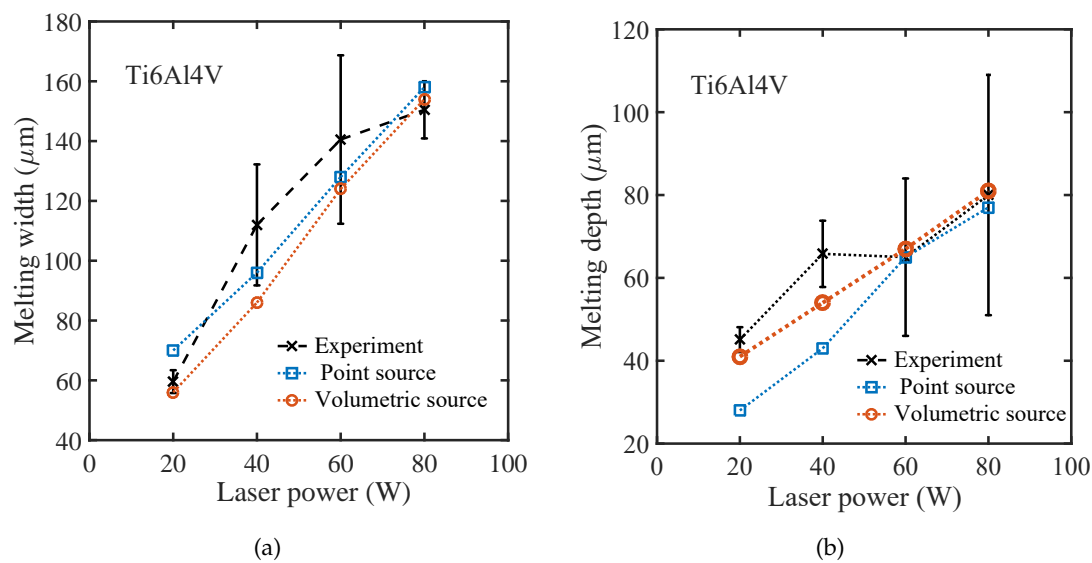 180
160
140
120
100
80
60
40
0 20 40 60 80 100
Melting width (μm)
Laser power (W)
Ti6Al4V
Experiment
Point source
Volumetric source
(a)
120
100
80
60
40
20
0 20 40 60 80 100
Melting depth (μm)
Laser power (W)
Ti6Al4V
Experiment
Point source
Volumetric source
(b)